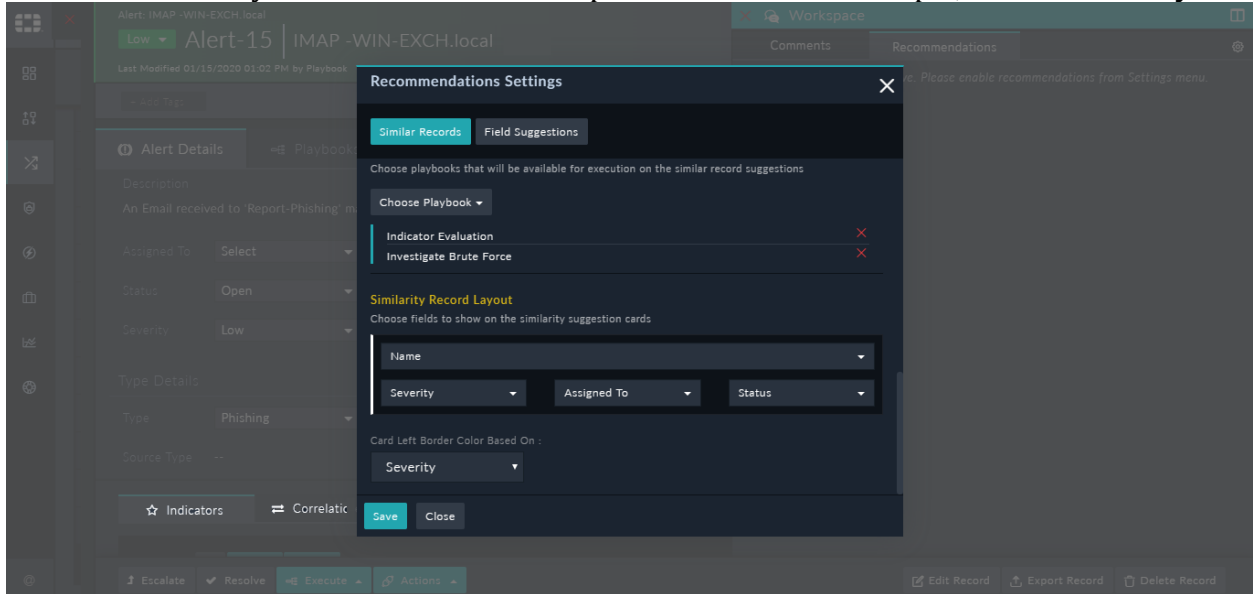 Alert: IMAP -WIN-EXCH.local
Low Alert-15 | IMAP -WIN-EXCH.local
Last Modified 01/15/2020 01:02 PM by Playbook
+ Add Tag
Workspace
Comments Recommendations
Please enable recommendations from Settings menu.
Alert Details Playbooks
Description
An Email received to 'Report-Phishing'
Assigned To Select
Status Open
Severity Low
Type Details
Type Phishing
Source Type --
Indicators
Recommendations Settings
Similar Records Field Suggestions
Choose playbooks that will be available for execution on the similar record suggestions
Choose Playbook
Indicator Evaluation
Investigate Brute Force
Similarity Record Layout
Choose fields to show on the similarity suggestion cards
Name
Severity Assigned To Status
Card Left Border Color Based On :
Severity
Save Close
Escalate Resolve Execute Actions Edit Record Export Record Delete Record